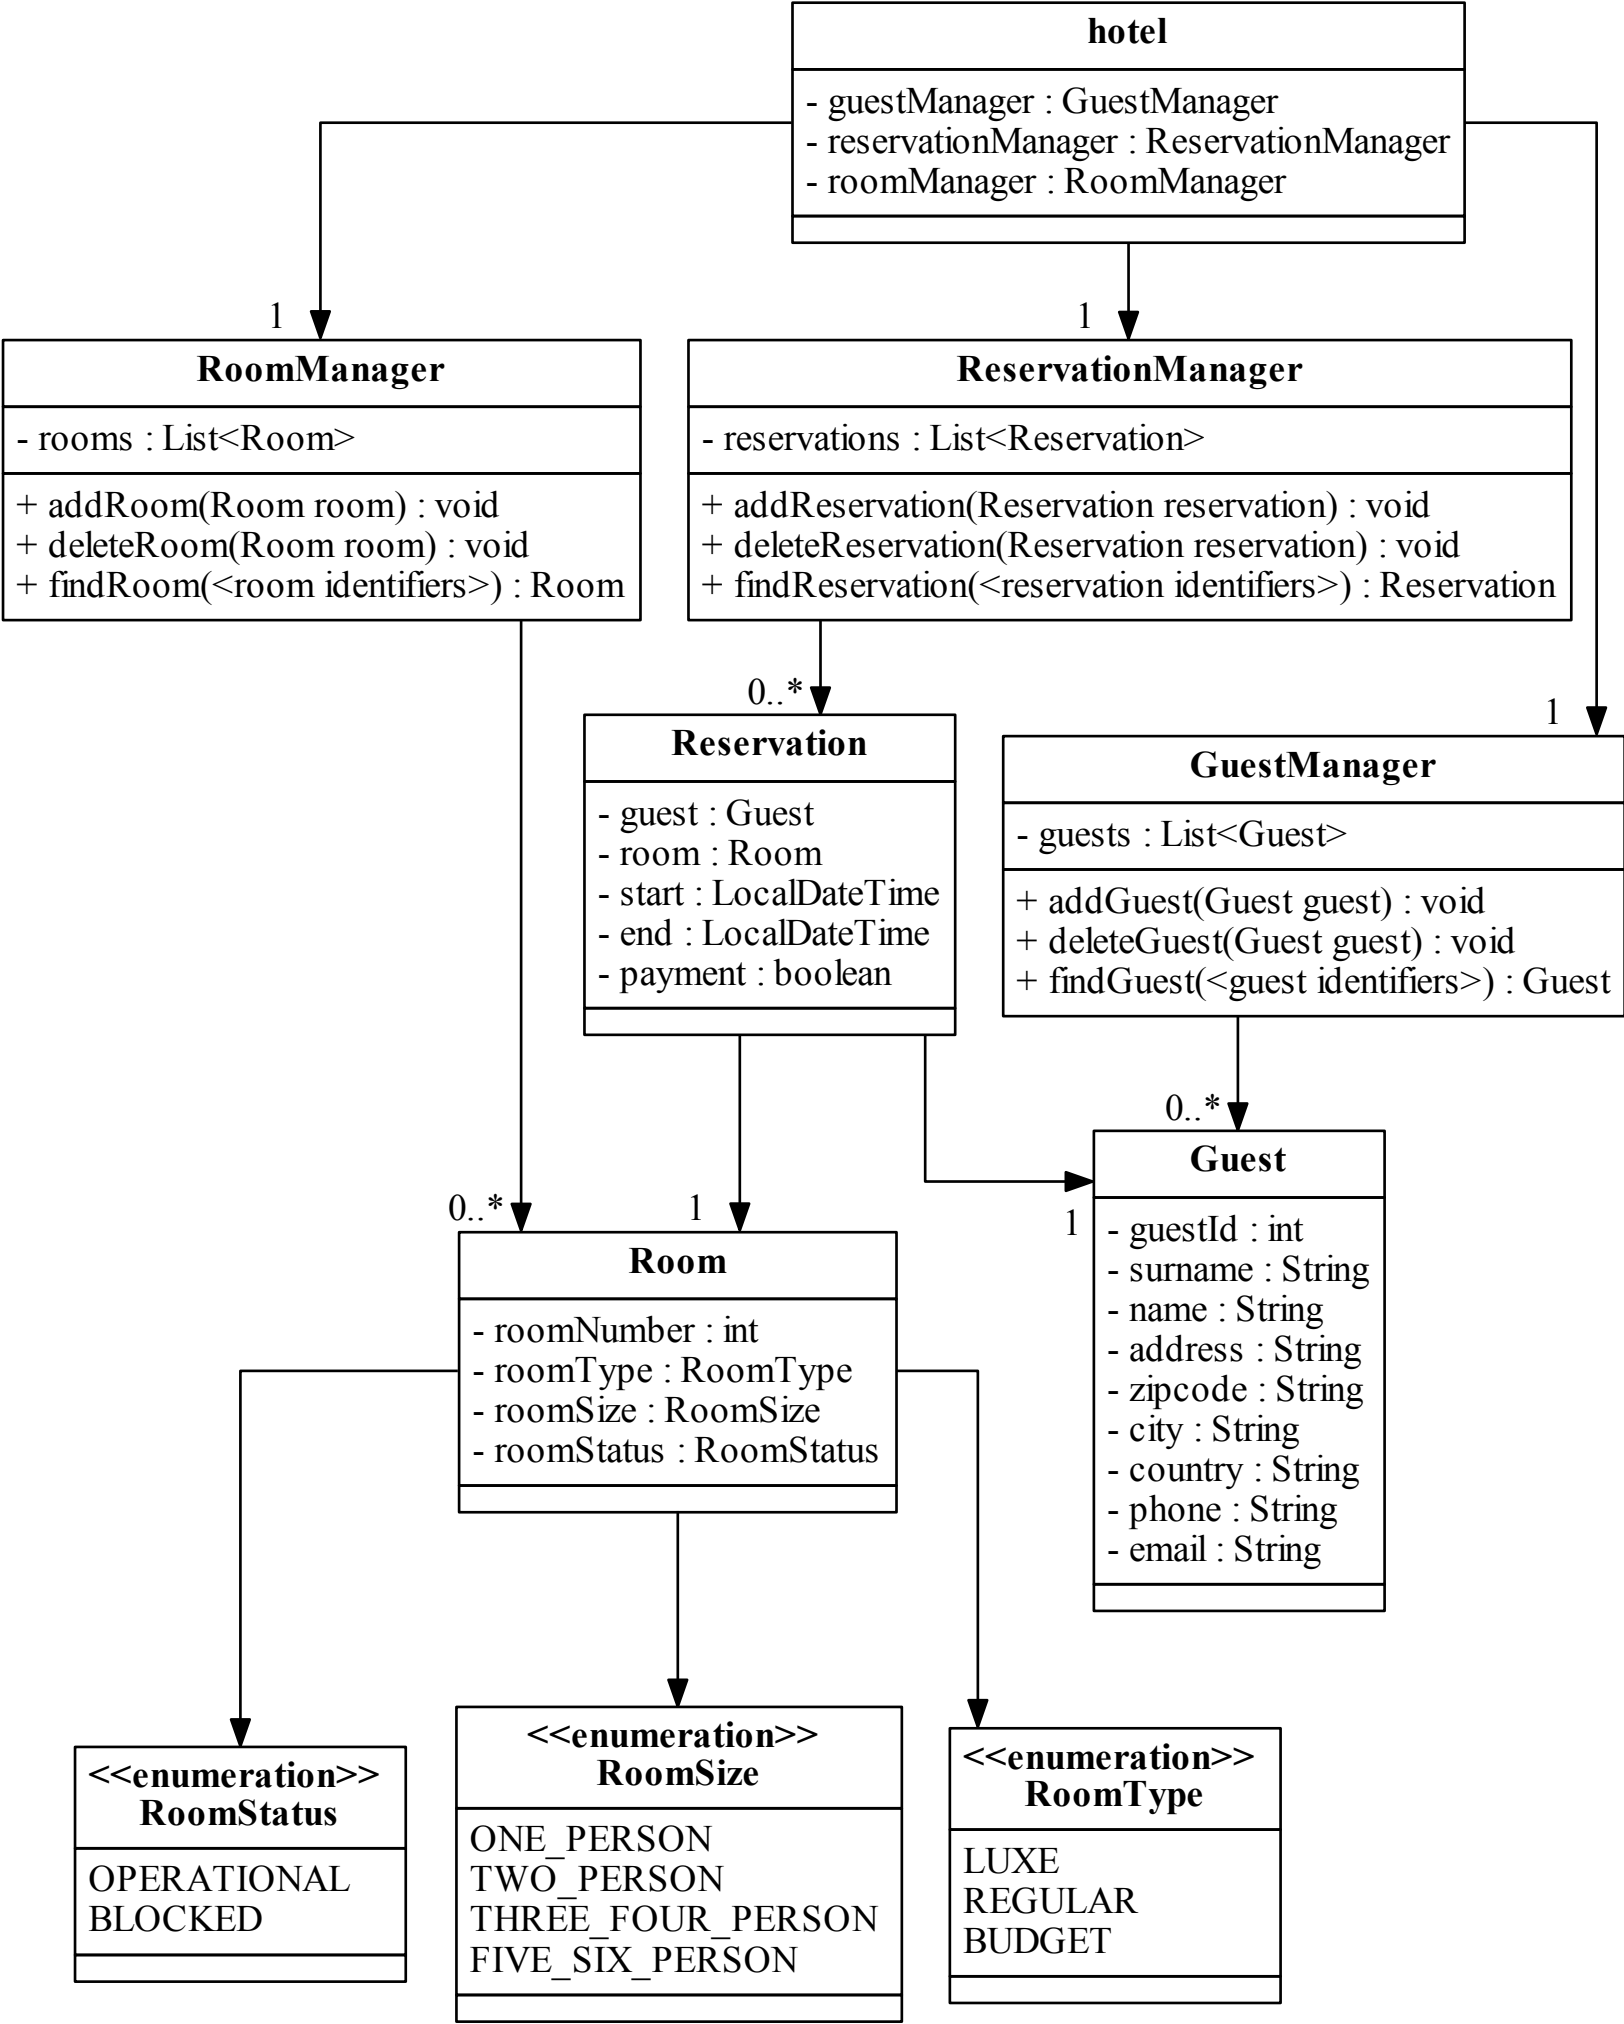 hotel
- guestManager : GuestManager
- reservationManager : ReservationManager
- roomManager : RoomManager
1
1
RoomManager
- rooms : List<Room>
+ addRoom(Room room) : void
+ deleteRoom(Room room) : void
+ findRoom(<room identifiers>) : Room
ReservationManager
- reservations : List<Reservation>
+ addReservation(Reservation reservation) : void
+ deleteReservation(Reservation reservation) : void
+ findReservation(<reservation identifiers>) : Reservation
0..*
1
Reservation
- guest : Guest
- room : Room
- start : LocalDateTime
- end : LocalDateTime
- payment : boolean
GuestManager
- guests : List<Guest>
+ addGuest(Guest guest) : void
+ deleteGuest(Guest guest) : void
+ findGuest(<guest identifiers>) : Guest
0..*
0..*
1
1
Room
- roomNumber : int
- roomType : RoomType
- roomSize : RoomSize
- roomStatus : RoomStatus
Guest
- guestId : int
- surname : String
- name : String
- address : String
- zipcode : String
- city : String
- country : String
- phone : String
- email : String
<<enumeration>>
RoomStatus
OPERATIONAL
BLOCKED
<<enumeration>>
RoomSize
ONE_PERSON
TWO_PERSON
THREE_FOUR_PERSON
FIVE_SIX_PERSON
<<enumeration>>
RoomType
LUXE
REGULAR
BUDGET